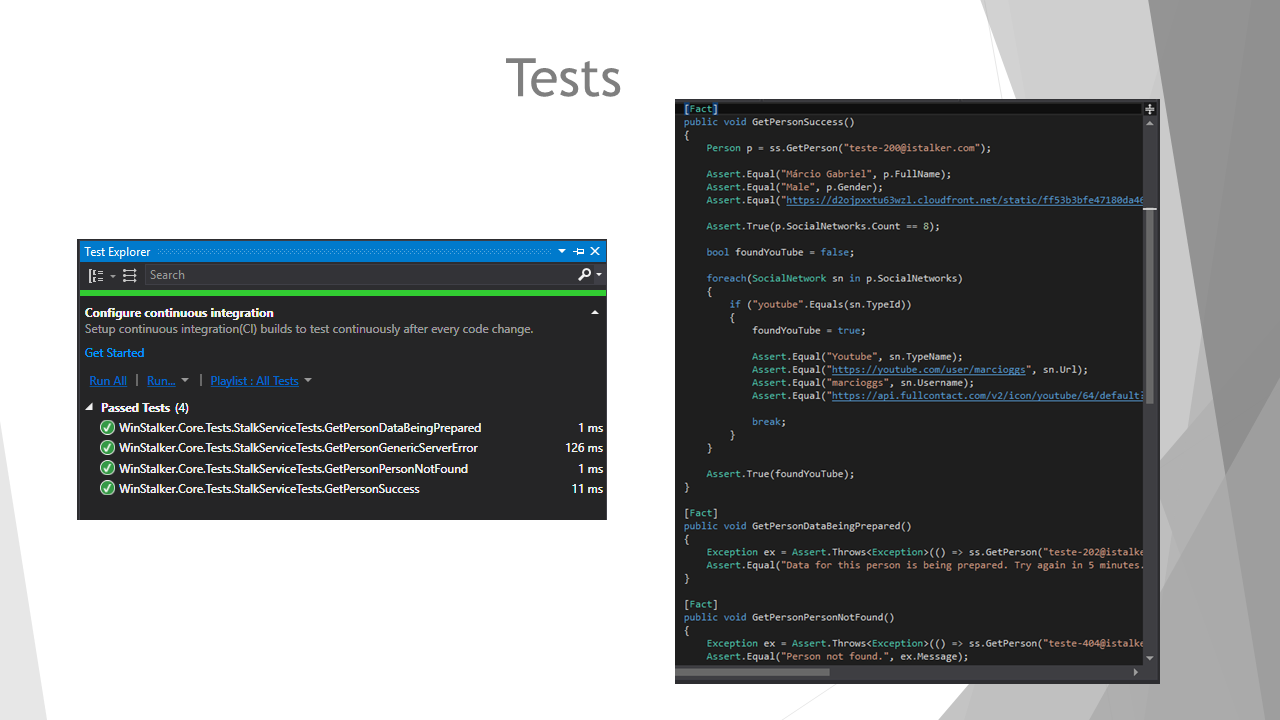 Tests
Test Explorer
Search
Configure continuous integration
Setup continuous integration(CI) builds to test continuously after every code change.
Get Started
Run All | Run... | Playlist : All Tests
Passed Tests (4)
WinStalker.Core.Tests.StalkServiceTests.GetPersonDataBeingPrepared 1 ms
WinStalker.Core.Tests.StalkServiceTests.GetPersonGenericServerError 126 ms
WinStalker.Core.Tests.StalkServiceTests.GetPersonPersonNotFound 1 ms
WinStalker.Core.Tests.StalkServiceTests.GetPersonSuccess 11 ms
[Fact]
public void GetPersonSuccess()
{
Person p = ss.GetPerson("teste-200@istalker.com");
Assert.Equal("Márcio Gabriel", p.FullName);
Assert.Equal("Male", p.Gender);
Assert.Equal("https://d2ojpxxtu63wzl.cloudfront.net/static/ff53b3bfe47180da46
Assert.True(p.SocialNetworks.Count == 8);
bool foundYouTube = false;
foreach(SocialNetwork sn in p.SocialNetworks)
{
if ("youtube".Equals(sn.TypeId))
{
foundYouTube = true;
Assert.Equal("Youtube", sn.TypeName);
Assert.Equal("https://youtube.com/user/marcioggs", sn.Url);
Assert.Equal("marcioggs", sn.Username);
Assert.Equal("https://api.fullcontact.com/v2/icon/youtube/64/default?
break;
}
}
Assert.True(foundYouTube);
}
[Fact]
public void GetPersonDataBeingPrepared()
{
Exception ex = Assert.Throws<Exception>(() => ss.GetPerson("teste-202@istalke
Assert.Equal("Data for this person is being prepared. Try again in 5 minutes.
}
[Fact]
public void GetPersonPersonNotFound()
{
Exception ex = Assert.Throws<Exception>(() => ss.GetPerson("teste-404@istalke
Assert.Equal("Person not found.", ex.Message);